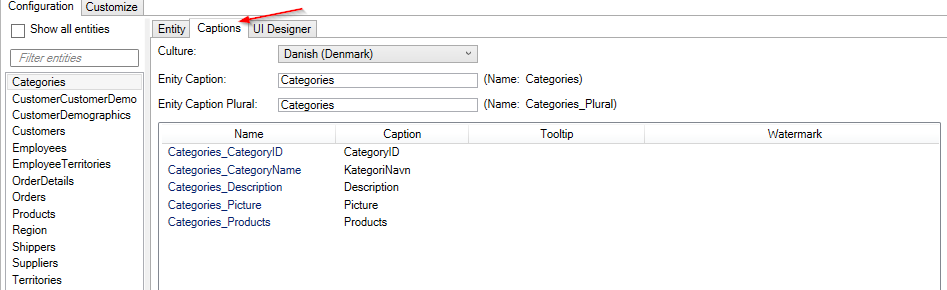 Configuration Customize
Show all entities
Filter entities
Categories
CustomerCustomerDemo
CustomerDemographics
Customers
Employees
EmployeeTerritories
OrderDetails
Orders
Products
Region
Shippers
Suppliers
Territories
Entity Captions UI Designer
Culture: Danish (Denmark)
Enity Caption: Categories (Name: Categories)
Enity Caption Plural: Categories (Name: Categories_Plural)
Name Caption Tooltip Watermark
Categories_CategoryID CategoryID
Categories_CategoryName KategoriNavn
Categories_Description Description
Categories_Picture Picture
Categories_Products Products